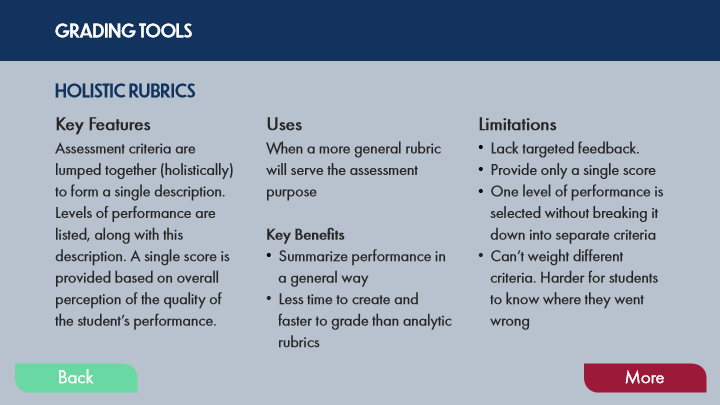 GRADING TOOLS
HOLISTIC RUBRICS
Key Features
Assessment criteria are
lumped together (holistically)
to form a single description.
Levels of performance are
listed, along with this
description. A single score is
provided based on overall
perception of the quality of
the student's performance.
Uses
When a more general rubric
will serve the assessment
purpose
Key Benefits
• Summarize performance in
a general way
• Less time to create and
faster to grade than analytic
rubrics
Limitations
• Lack targeted feedback.
• Provide only a single score
• One level of performance is
selected without breaking it
down into separate criteria
• Can't weight different
criteria. Harder for students
to know where they went
wrong
Back
More